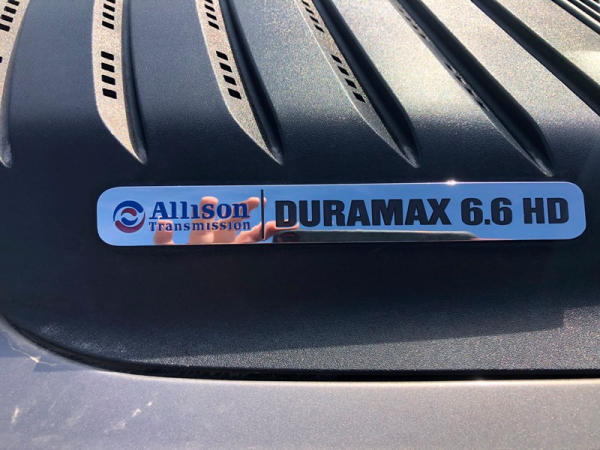 Allison
Transmission
DURAMAX 6.6 HD